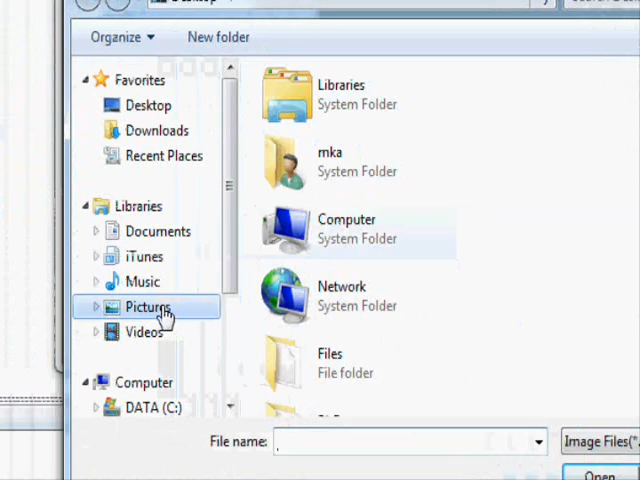 Organize
New folder
Favorites
Desktop
Downloads
Recent Places
Libraries
Documents
iTunes
Music
Pictures
Videos
Computer
DATA (C:)
Libraries
System Folder
rnka
System Folder
Computer
System Folder
Network
System Folder
Files
File folder
File name:
Image Files(*.
Open